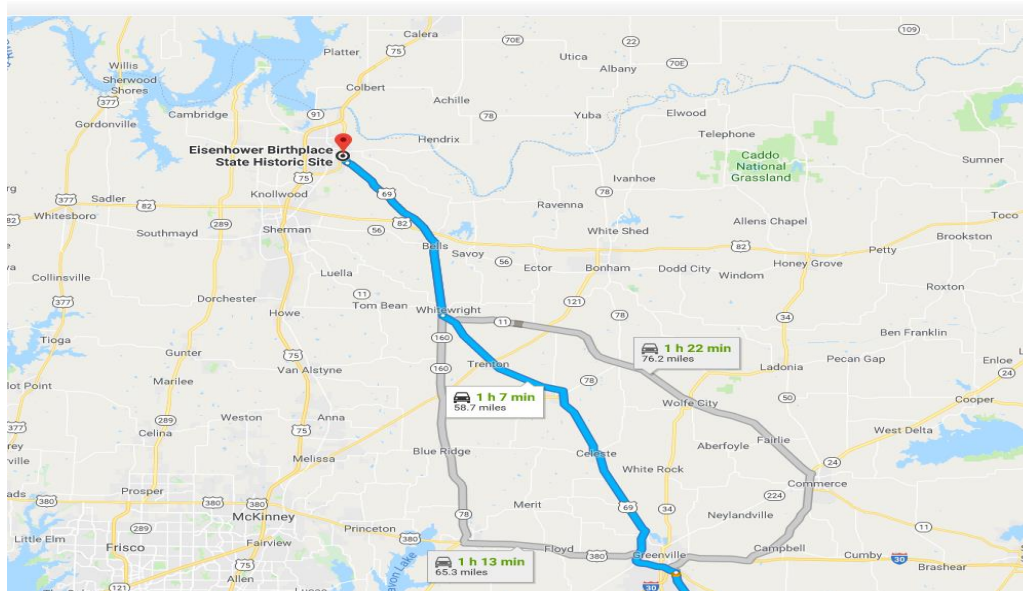 Calera
109
70E
22
75
Utica
Platter
Albany
70E
Willis
Sherwood
Shores
377
Colbert
Achille
Gordonville
Cambridge
91
78
Yuba
Elwood
Telephone
Hendrix
Eisenhower Birthplace
State Historic Site
Caddo
National
Grassland
Sumner
75
Ivanhoe
Knollwood
69
78
377
Sadler
82
Ravenna
Whitesboro
82
289
82
Allens Chapel
Toco
Southmayd
Sherman
56
White Shed
Brookston
Bells
82
Petty
Savoy
56
Ector
Bonham
Dodd City
Honey Grove
Collinsville
Luella
Windom
Roxton
377
Dorchester
11
Tom Bean
121
Howe
Whitewright
78
34
11
Tioga
160
Ben Franklin
Gunter
75
1 h 22 min
76.2 miles
Pecan Gap
Enloe
Van Alstyne
160
Trenton
Ladonia
24
lot Point
Marilee
78
1 h 7 min
58.7 miles
50
Cooper
Wolfe City
Weston
Anna
289
377
75
West Delta
Celina
Aberfoyle
Fairlie
Blue Ridge
Celeste
Melissa
White Rock
24
Commerce
Prosper
224
380
380
Merit
69
34
McKinney
78
Neylandville
289
Princeton
380
11
Little Elm
Frisco
Fairview
Floyd
380
Greenville
Campbell
Cumby
30
1 h 13 min
65.3 miles
Brashear
121
Allen
30